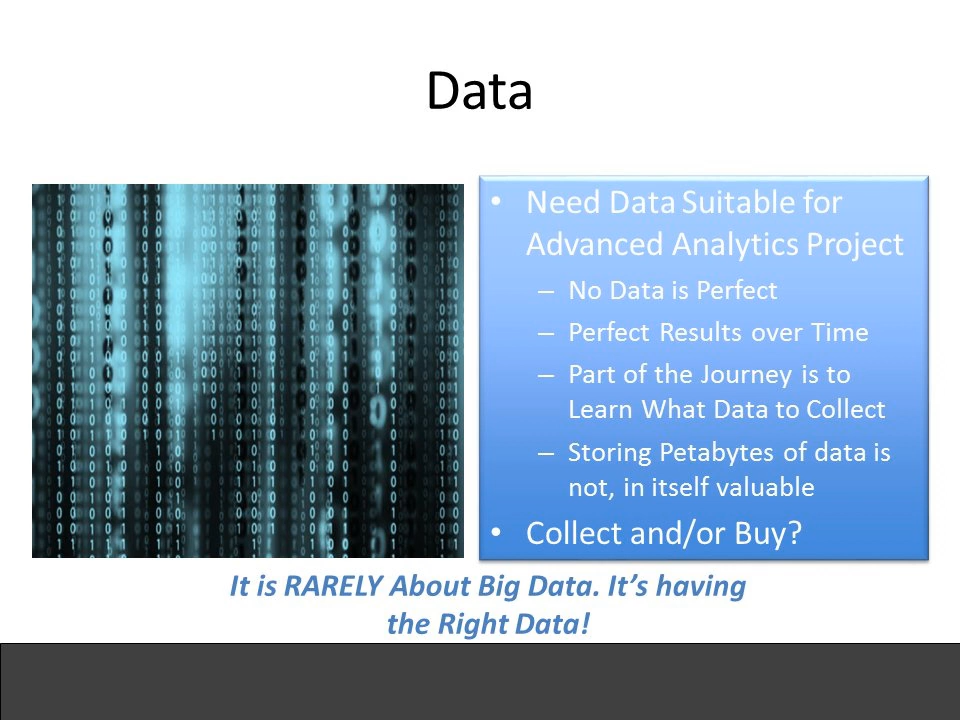 Data
• Need Data Suitable for
Advanced Analytics Project
– No Data is Perfect
– Perfect Results over Time
– Part of the Journey is to
Learn What Data to Collect
– Storing Petabytes of data is
not, in itself valuable
• Collect and/or Buy?
It is RARELY About Big Data. It’s having
the Right Data!